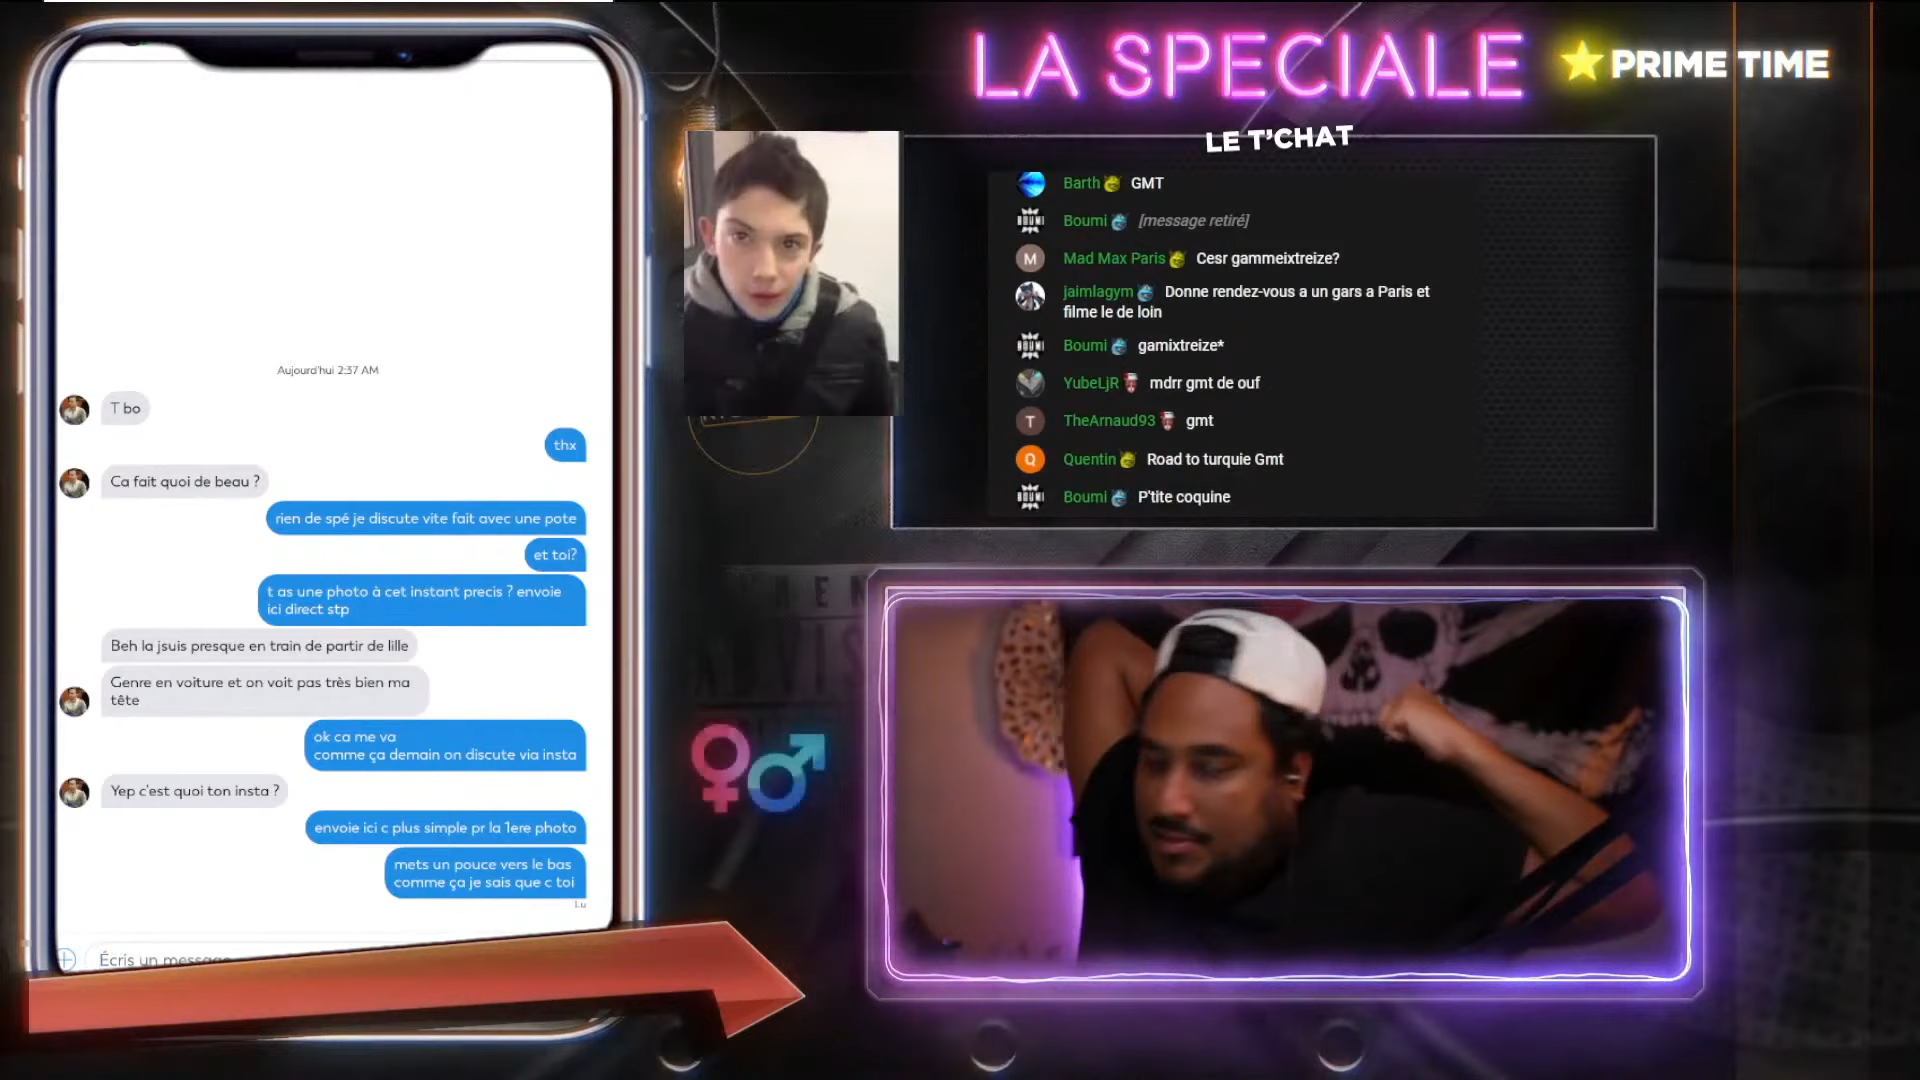 LA SPECIALE
PRIME TIME
LE T'CHAT
Barth GMT
Boumi [message retiré]
M Mad Max Paris Cesr gammeixtreize?
jaimlagym Donne rendez-vous a un gars a Paris et
filme le de loin
Boumi gamixtreize*
YubeLjR mdrr gmt de ouf
T TheArnaud93 gmt
Q Quentin Road to turquie Gmt
Boumi P'tite coquine
Aujourd'hui 2:37 AM
T bo
thx
Ca fait quoi de beau ?
rien de spé je discute vite fait avec une pote
et toi?
t as une photo à cet instant precis ? envoie
ici direct stp
Beh la jsuis presque en train de partir de lille
Genre en voiture et on voit pas très bien ma
tête
ok ca me va
comme ça demain on discute via insta
Yep c'est quoi ton insta ?
envoie ici c plus simple pr la 1ere photo
mets un pouce vers le bas
comme ça je sais que c toi
Lu
Écris un message